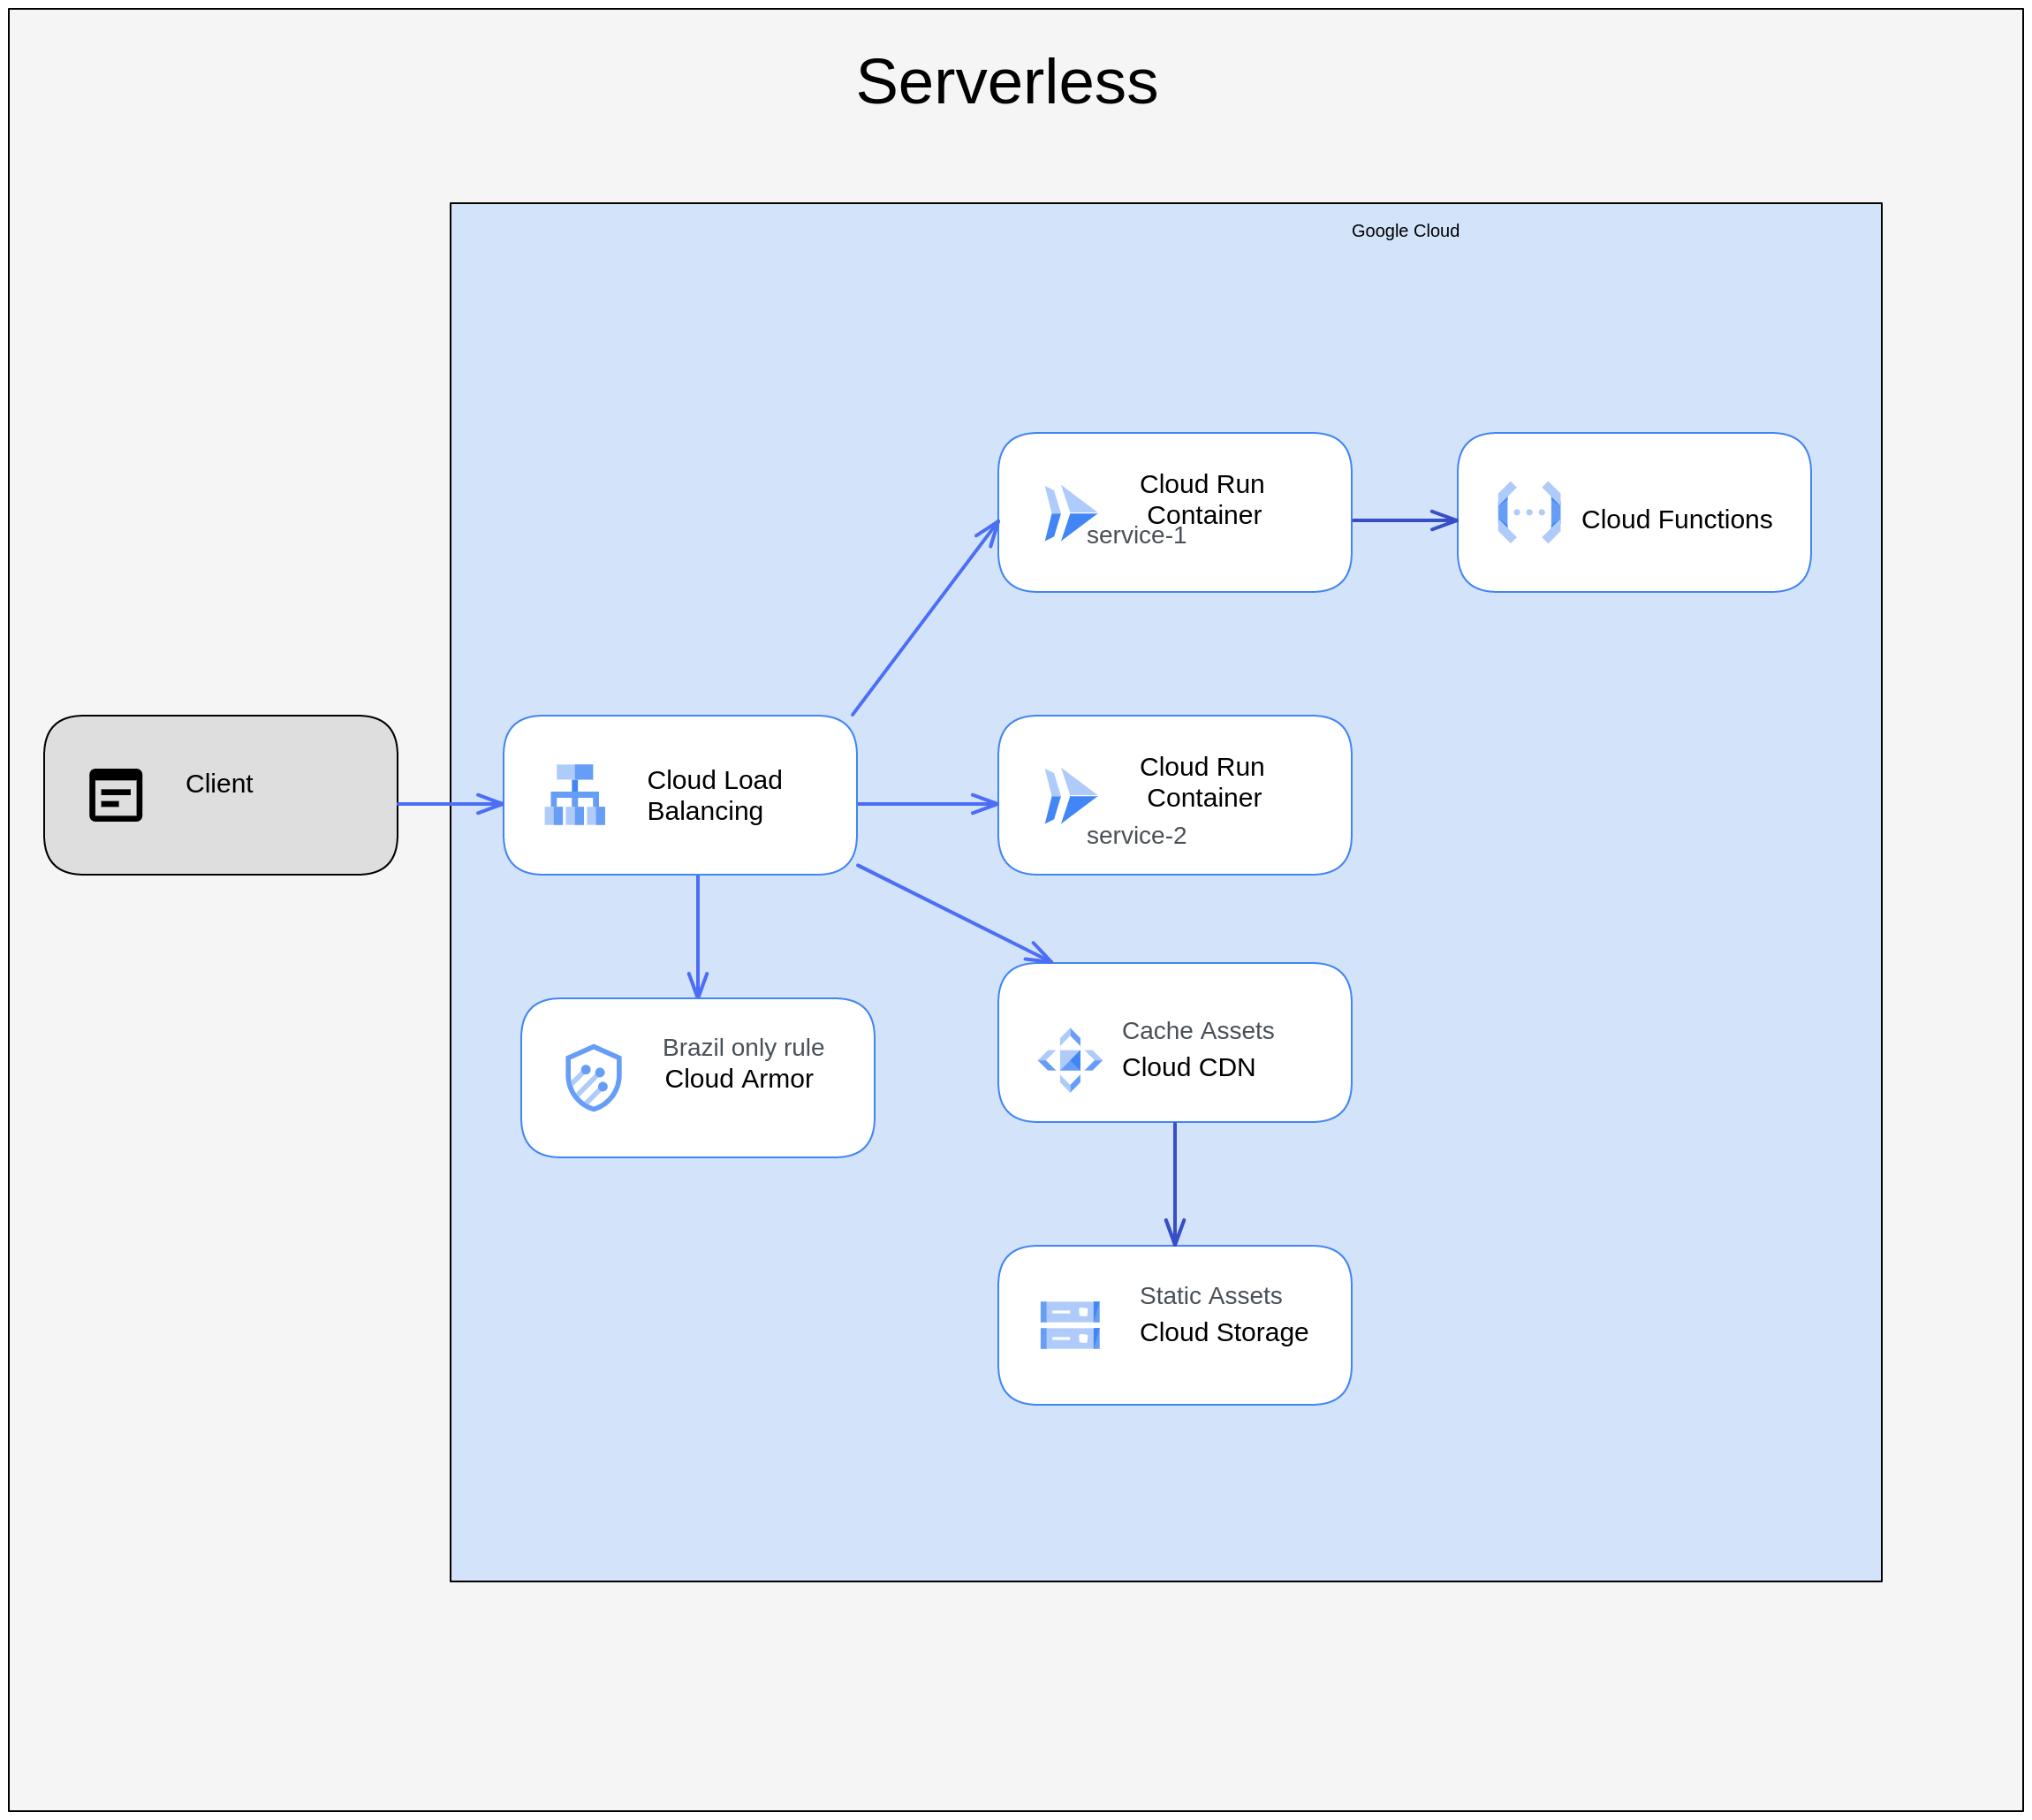 Serverless
Google Cloud
Cloud Run
Container
service-1
Cloud Functions
Client
Cloud Load
Balancing
Cloud Run
Container
service-2
Brazil only rule
Cloud Armor
Cache Assets
Cloud CDN
Static Assets
Cloud Storage